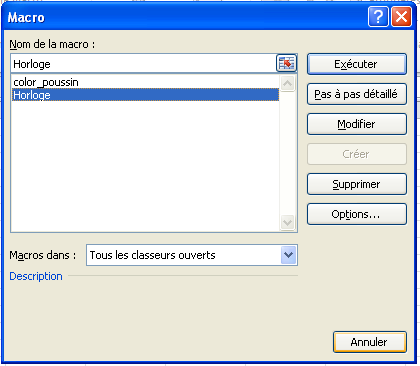 Macro
Nom de la macro :
Horloge
color_poussin
Horloge
Exécuter
Pas à pas détaillé
Modifier
Créer
Supprimer
Options...
Macros dans : Tous les classeurs ouverts
Description
Annuler